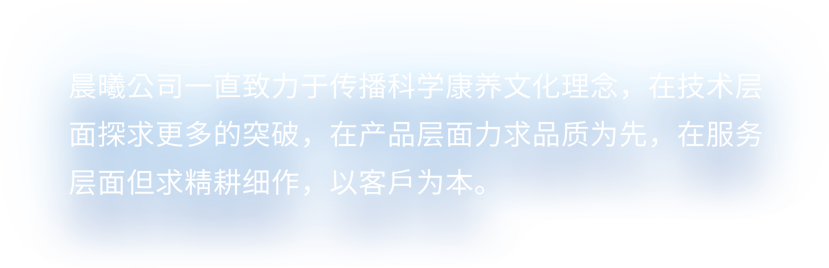 晨曦公司一直致力于传播科学康养文化理念，在技术层
面探求更多的突破，在产品层面力求品质为先，在服务
层面但求精耕细作，以客戶为本。